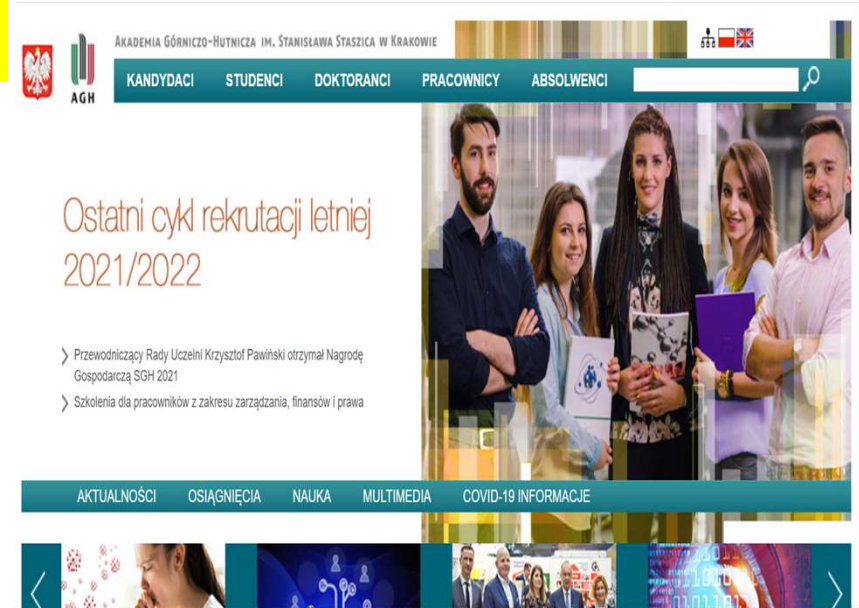 Akademia Górniczo-Hutnicza im. Stanisława Staszica w Krakowie
AGH
KANDYDACI STUDENCI DOKTORANCI PRACOWNICY ABSOLWENCI
Ostatni cykl rekrutacji letniej
2021/2022
Przewodniczący Rady Uczelni Krzysztof Pawiński otrzymał Nagrodę
Gospodarczą SGH 2021
Szkolenia dla pracowników z zakresu zarządzania, finansów i prawa
AKTUALNOŚCI OSIĄGNIĘCIA NAUKA MULTIMEDIA COVID-19 INFORMACJE